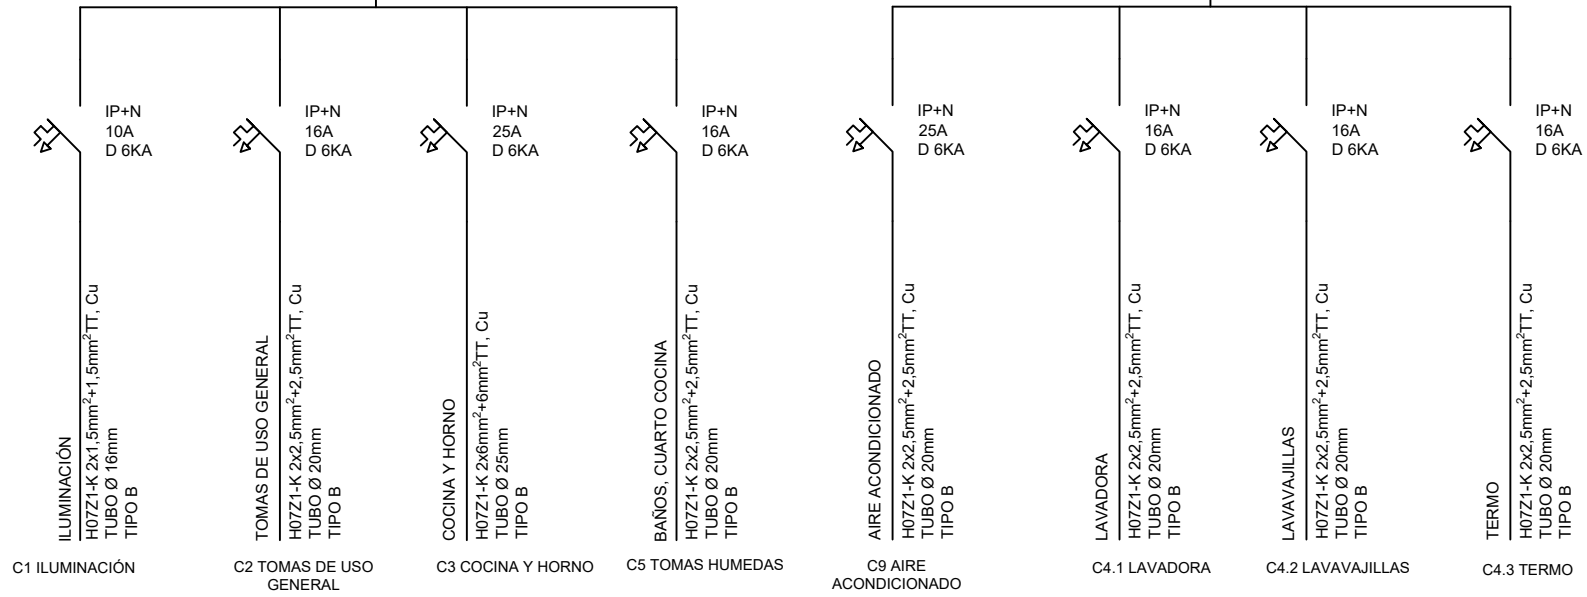 IP+N
10A
D 6KA
IP+N
16A
D 6KA
IP+N
25A
D 6KA
IP+N
16A
D 6KA
IP+N
25A
D 6KA
IP+N
16A
D 6KA
IP+N
16A
D 6KA
IP+N
16A
D 6KA
ILUMINACIÓN
H07Z1-K 2x1,5mm²+1,5mm²TT, Cu
TUBO Ø 16mm
TIPO B
TOMAS DE USO GENERAL
H07Z1-K 2x2,5mm²+2,5mm²TT, Cu
TUBO Ø 20mm
TIPO B
COCINA Y HORNO
H07Z1-K 2x6mm²+6mm²TT, Cu
TUBO Ø 25mm
TIPO B
BAÑOS, CUARTO COCINA
H07Z1-K 2x2,5mm²+2,5mm²TT, Cu
TUBO Ø 20mm
TIPO B
AIRE ACONDICIONADO
H07Z1-K 2x2,5mm²+2,5mm²TT, Cu
TUBO Ø 20mm
TIPO B
LAVADORA
H07Z1-K 2x2,5mm²+2,5mm²TT, Cu
TUBO Ø 20mm
TIPO B
LAVAVAJILLAS
H07Z1-K 2x2,5mm²+2,5mm²TT, Cu
TUBO Ø 20mm
TIPO B
TERMO
H07Z1-K 2x2,5mm²+2,5mm²TT, Cu
TUBO Ø 20mm
TIPO B
C1 ILUMINACIÓN
C2 TOMAS DE USO
GENERAL
C3 COCINA Y HORNO
C5 TOMAS HUMEDAS
C9 AIRE
ACONDICIONADO
C4.1 LAVADORA
C4.2 LAVAVAJILLAS
C4.3 TERMO